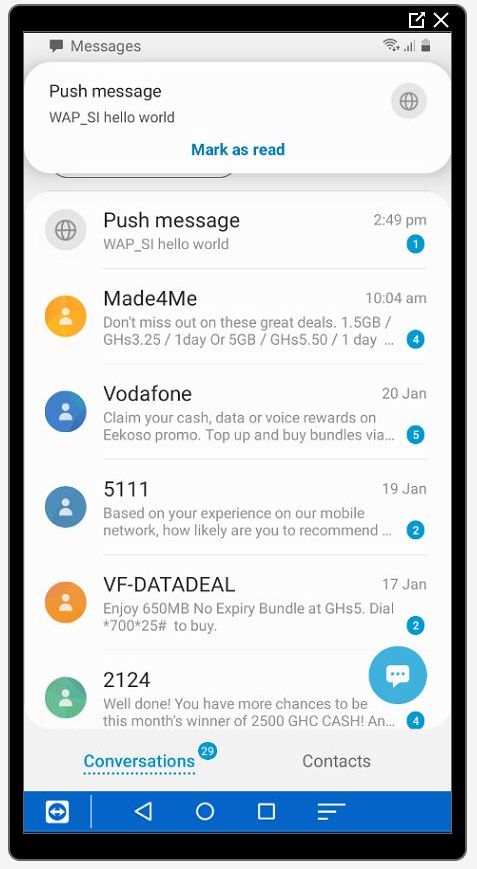 Messages
Push message
WAP_SI hello world
Mark as read
Push message
2:49 pm
WAP_SI hello world
1
Made4Me
10:04 am
Don't miss out on these great deals. 1.5GB /
GHs3.25 / 1day Or 5GB / GHs5.50 / 1 day ...
4
Vodafone
20 Jan
Claim your cash, data or voice rewards on
Eekoso promo. Top up and buy bundles via...
5
5111
19 Jan
Based on your experience on our mobile
network, how likely are you to recommend ...
2
VF-DATADEAL
17 Jan
Enjoy 650MB No Expiry Bundle at GHs5. Dial
*700*25# to buy.
2
2124
Well done! You have more chances to be
this month's winner of 2500 GHC CASH! An...
4
Conversations
29
Contacts